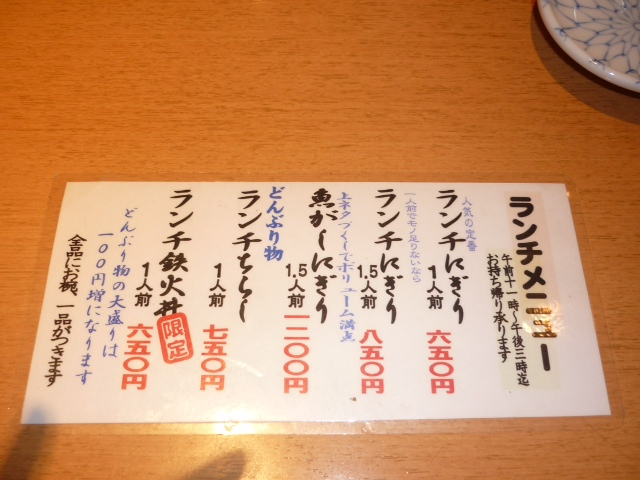 ランチメニュー
午前十一時~午後三時迄
お持ち帰り承ります
人気の定番
ランチにぎり 1人前 六五〇円
一人前でモノ足りないなら
ランチにぎり 1.5人前 八五〇円
上ネタづくしでボリューム満点
魚がしにぎり 1.5人前 一二〇〇円
どんぶり物
ランチちらし 1人前 七五〇円
ランチ鉄火丼 限定 1人前 六五〇円
どんぶり物の大盛りは
一〇〇円増になります
全品にお椀、一品がつきます